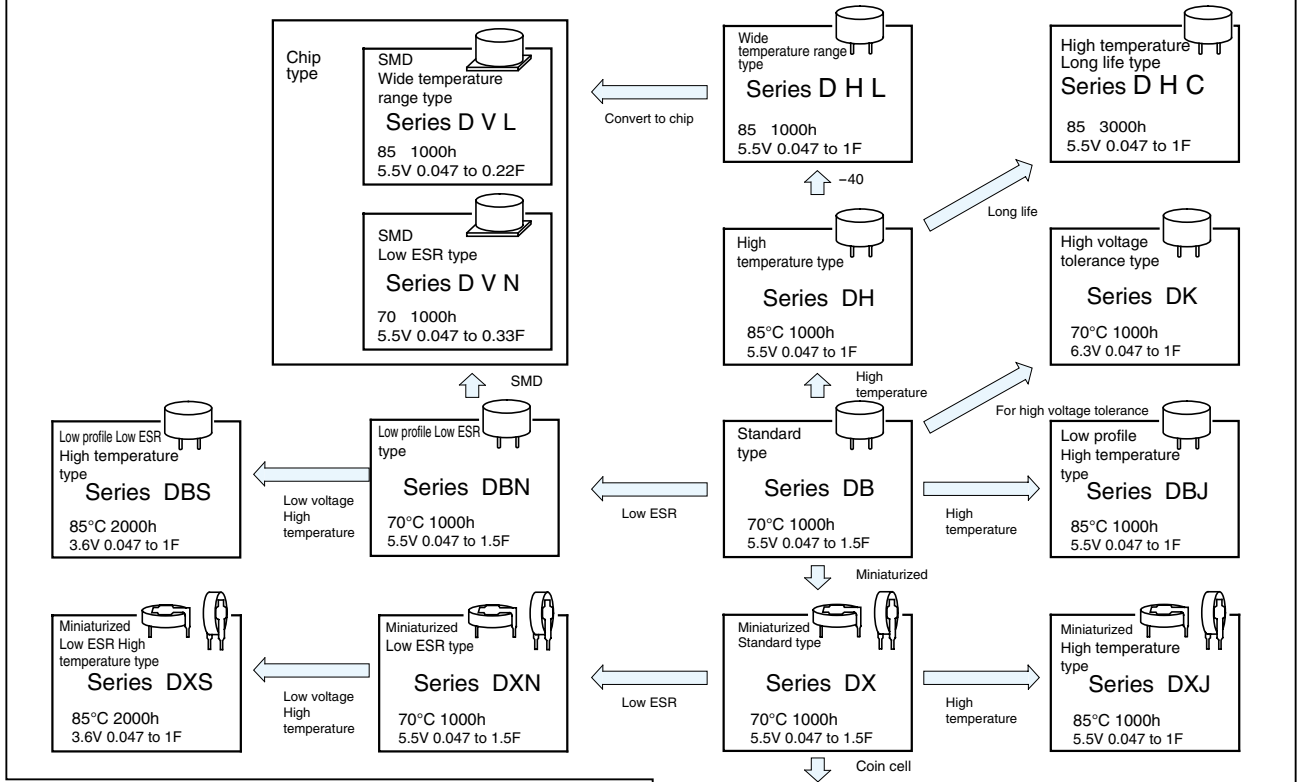 Chip
type
SMD
Wide temperature
range type
Series D V L
85 1000h
5.5V 0.047 to 0.22F
SMD
Low ESR type
Series D V N
70 1000h
5.5V 0.047 to 0.33F
Convert to chip
Wide
temperature range
type
Series D H L
85 1000h
5.5V 0.047 to 1F
High temperature
Long life type
Series D H C
85 3000h
5.5V 0.047 to 1F
−40
Long life
High
temperature type
Series DH
85°C 1000h
5.5V 0.047 to 1F
High voltage
tolerance type
Series DK
70°C 1000h
6.3V 0.047 to 1F
SMD
High
temperature
For high voltage tolerance
Low profile Low ESR
High temperature
type
Series DBS
85°C 2000h
3.6V 0.047 to 1F
Low voltage
High
temperature
Low profile Low ESR
type
Series DBN
70°C 1000h
5.5V 0.047 to 1.5F
Low ESR
Standard
type
Series DB
70°C 1000h
5.5V 0.047 to 1.5F
High
temperature
Low profile
High temperature
type
Series DBJ
85°C 1000h
5.5V 0.047 to 1F
Miniaturized
Miniaturized
Low ESR High
temperature type
Series DXS
85°C 2000h
3.6V 0.047 to 1F
Low voltage
High
temperature
Miniaturized
Low ESR type
Series DXN
70°C 1000h
5.5V 0.047 to 1.5F
Low ESR
Miniaturized
Standard type
Series DX
70°C 1000h
5.5V 0.047 to 1.5F
High
temperature
Miniaturized
High temperature
type
Series DXJ
85°C 1000h
5.5V 0.047 to 1F
Coin cell